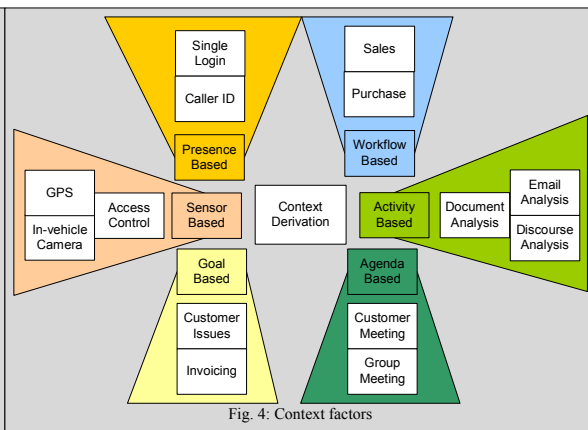 Single
Login
Caller ID
Presence
Based
Sales
Purchase
Workflow
Based
GPS
In-vehicle
Camera
Access
Control
Sensor
Based
Context
Derivation
Activity
Based
Document
Analysis
Email
Analysis
Discourse
Analysis
Goal
Based
Customer
Issues
Invoicing
Agenda
Based
Customer
Meeting
Group
Meeting
Fig. 4: Context factors